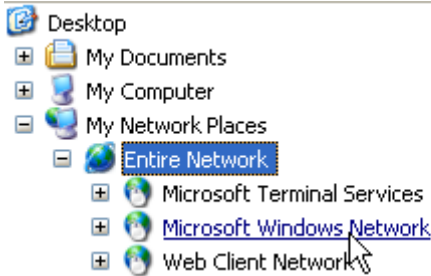 Desktop
My Documents
My Computer
My Network Places
Entire Network
Microsoft Terminal Services
Microsoft Windows Network
Web Client Network